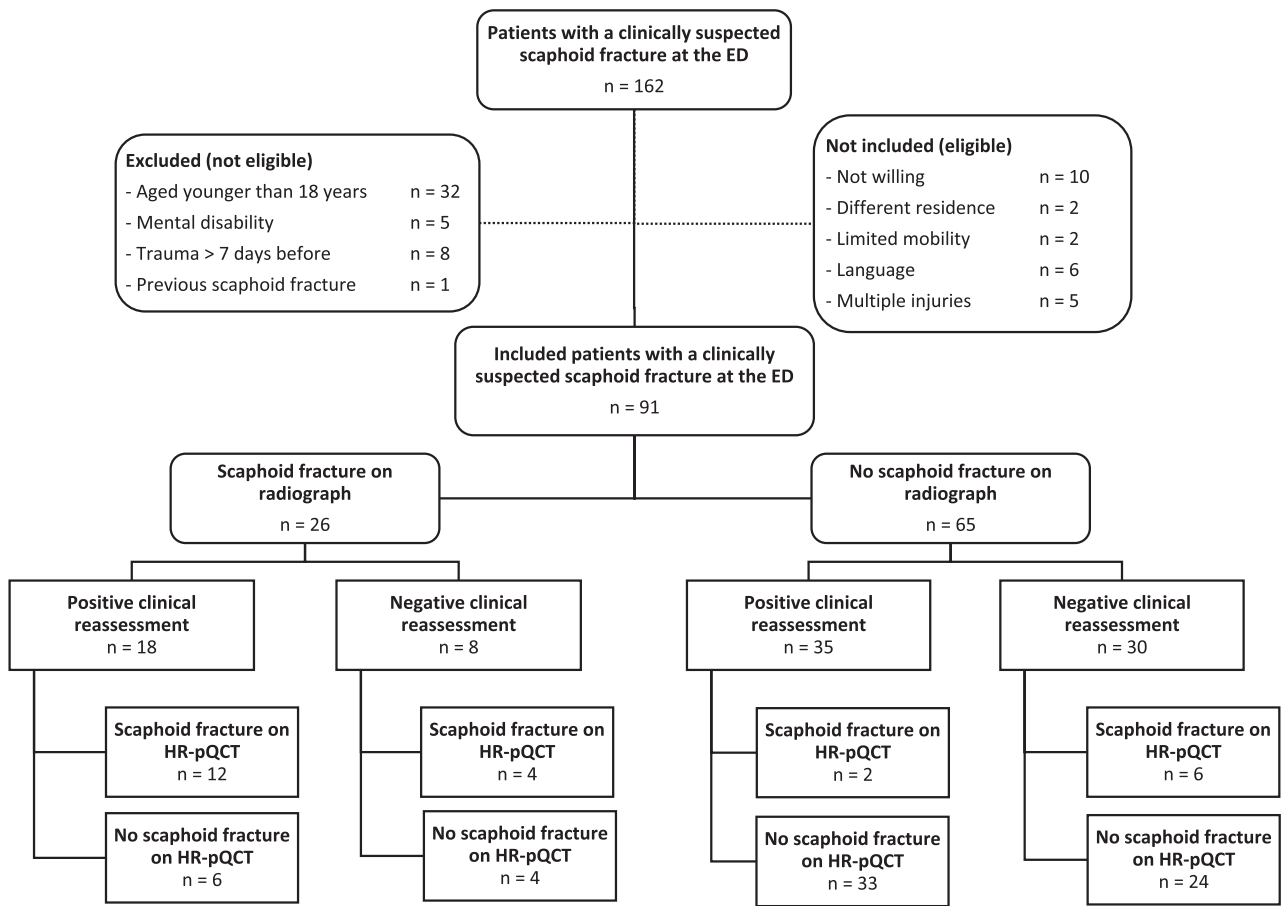 Patients with a clinically suspected
scaphoid fracture at the ED
n = 162
Excluded (not eligible)
- Aged younger than 18 years n = 32
- Mental disability n = 5
- Trauma > 7 days before n = 8
- Previous scaphoid fracture n = 1
Not included (eligible)
- Not willing n = 10
- Different residence n = 2
- Limited mobility n = 2
- Language n = 6
- Multiple injuries n = 5
Included patients with a clinically
suspected scaphoid fracture at the ED
n = 91
Scaphoid fracture on
radiograph
n = 26
No scaphoid fracture on
radiograph
n = 65
Positive clinical
reassessment
n = 18
Negative clinical
reassessment
n = 8
Positive clinical
reassessment
n = 35
Negative clinical
reassessment
n = 30
Scaphoid fracture on
HR-pQCT
n = 12
Scaphoid fracture on
HR-pQCT
n = 4
Scaphoid fracture on
HR-pQCT
n = 2
Scaphoid fracture on
HR-pQCT
n = 6
No scaphoid fracture
on HR-pQCT
n = 6
No scaphoid fracture
on HR-pQCT
n = 4
No scaphoid fracture
on HR-pQCT
n = 33
No scaphoid fracture
on HR-pQCT
n = 24